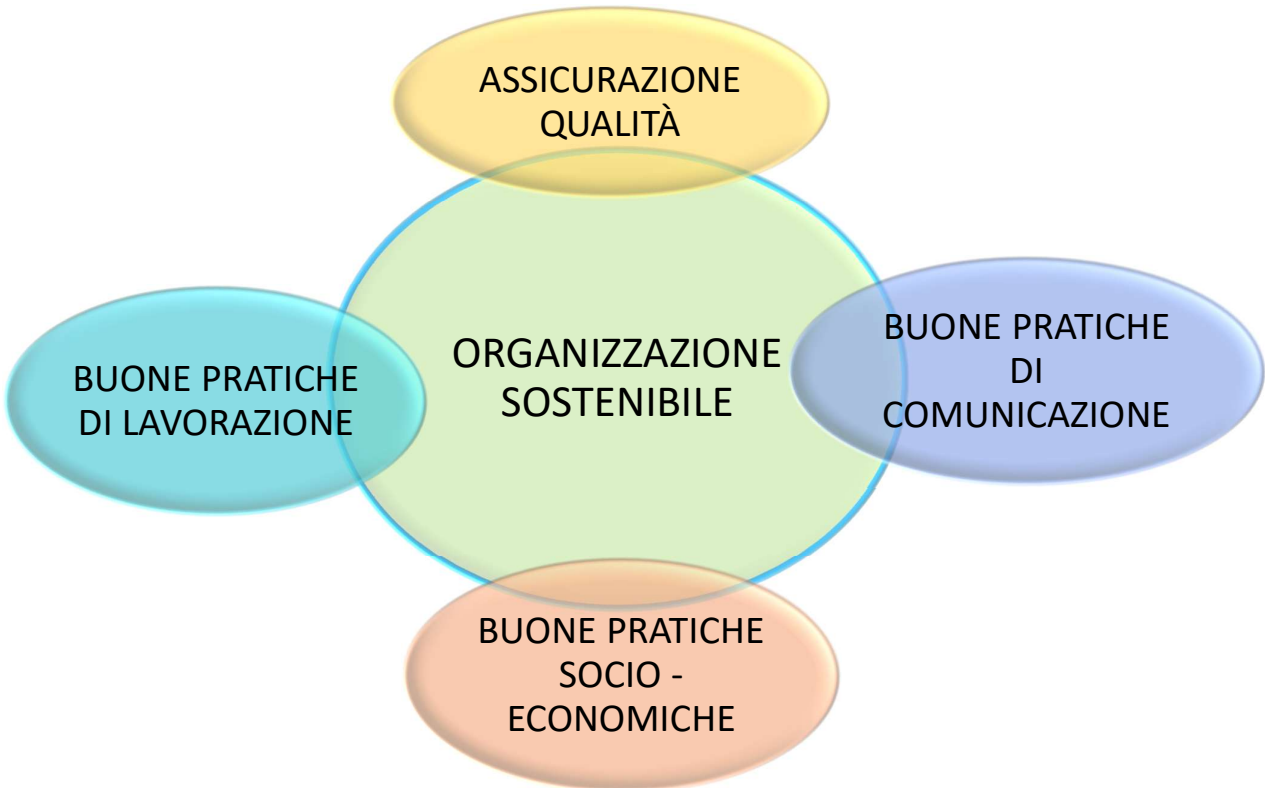 ASSICURAZIONE
QUALITÀ
BUONE PRATICHE
DI LAVORAZIONE
ORGANIZZAZIONE
SOSTENIBILE
BUONE PRATICHE
DI
COMUNICAZIONE
BUONE PRATICHE
SOCIO -
ECONOMICHE